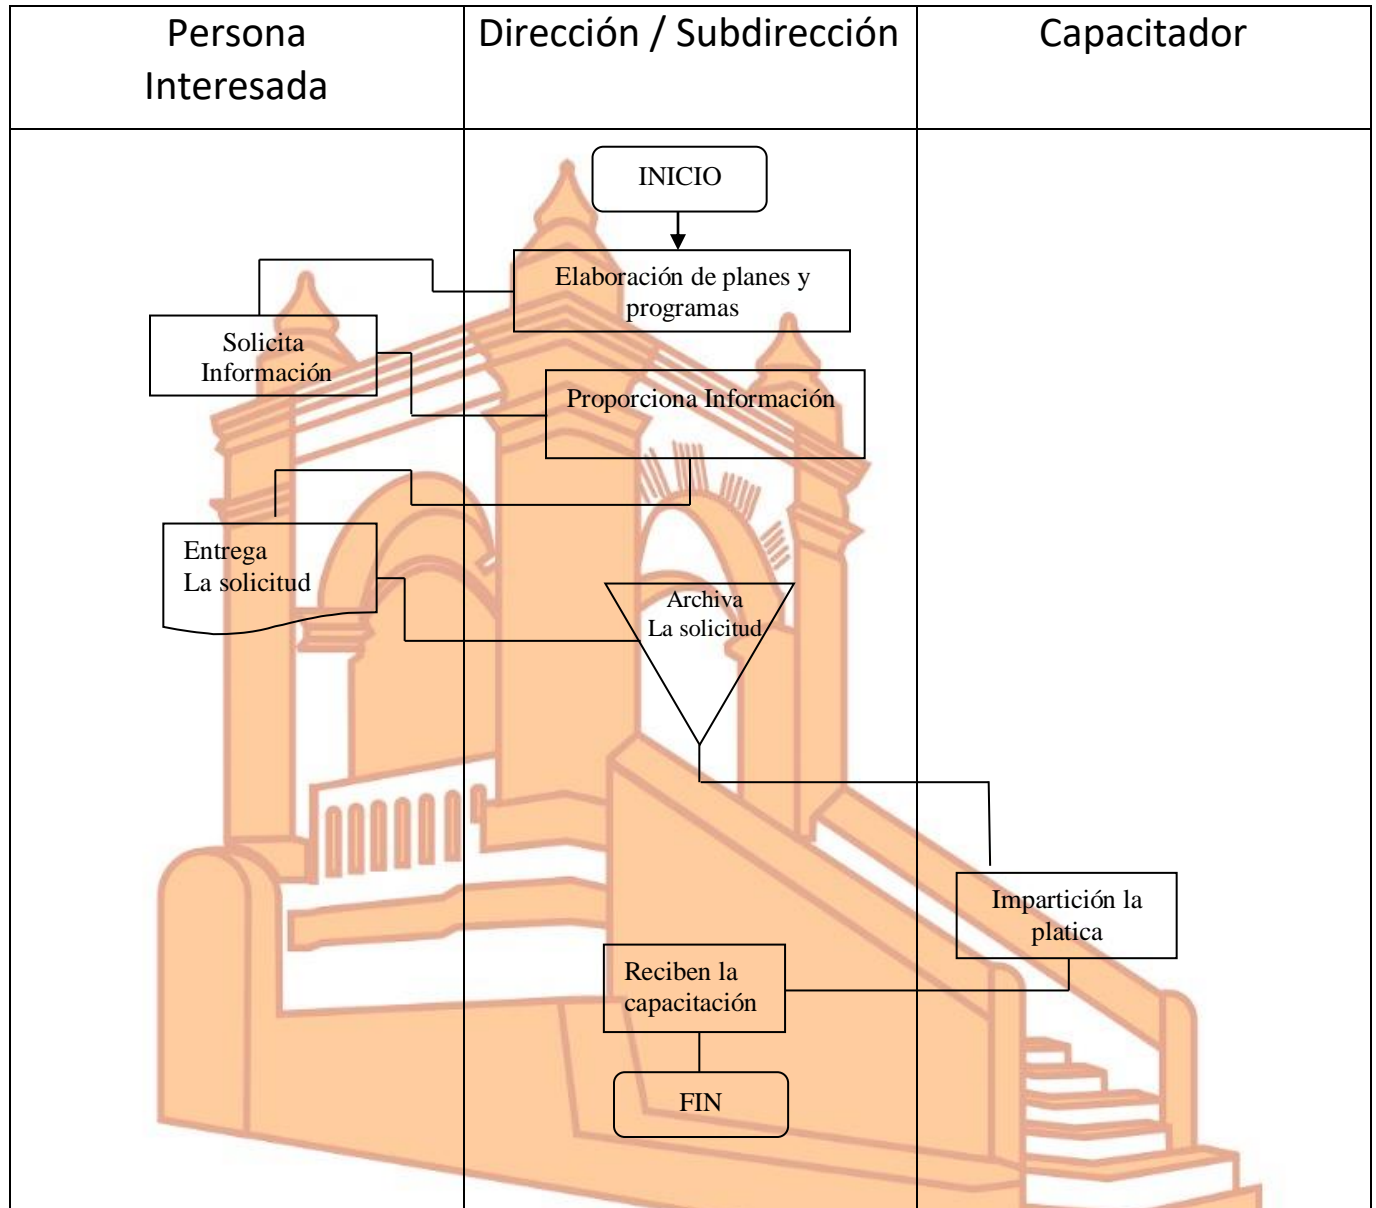 Persona
Interesada
Dirección / Subdirección
Capacitador
INICIO
Elaboración de planes y
programas
Solicita
Información
Proporciona Información
Entrega
La solicitud
Archiva
La solicitud
Impartición la
platica
Reciben la
capacitación
FIN